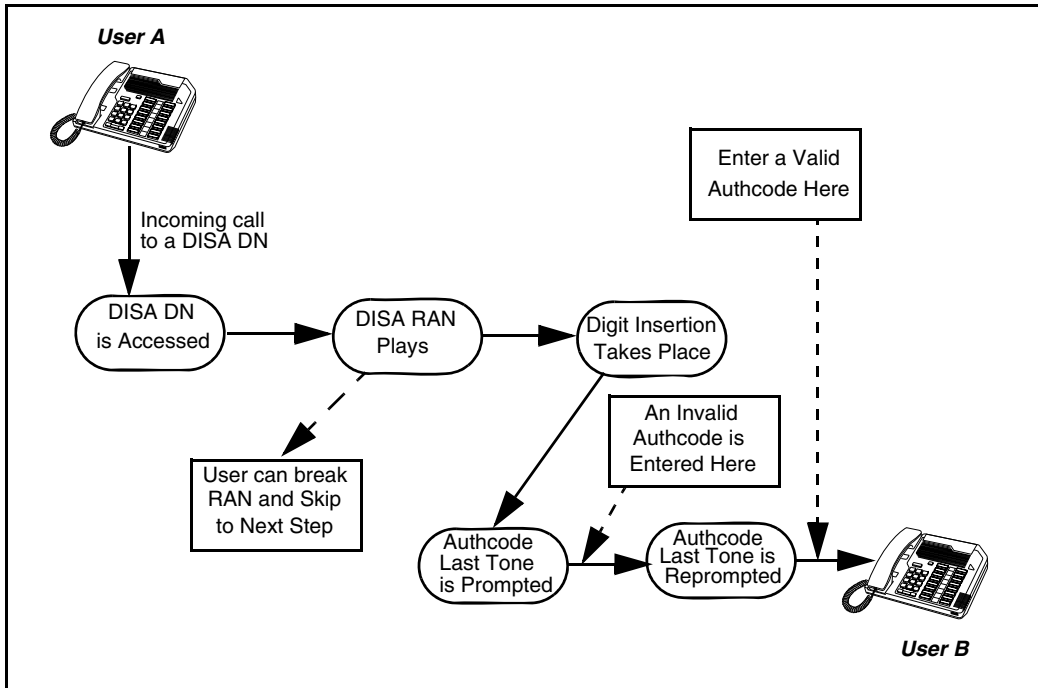 User A
Enter a Valid
Authcode Here
Incoming call
to a DISA DN
DISA DN
is Accessed
DISA RAN
Plays
Digit Insertion
Takes Place
An Invalid
Authcode is
Entered Here
User can break
RAN and Skip
to Next Step
Authcode
Last Tone
is Prompted
Authcode
Last Tone is
Reprompted
User B